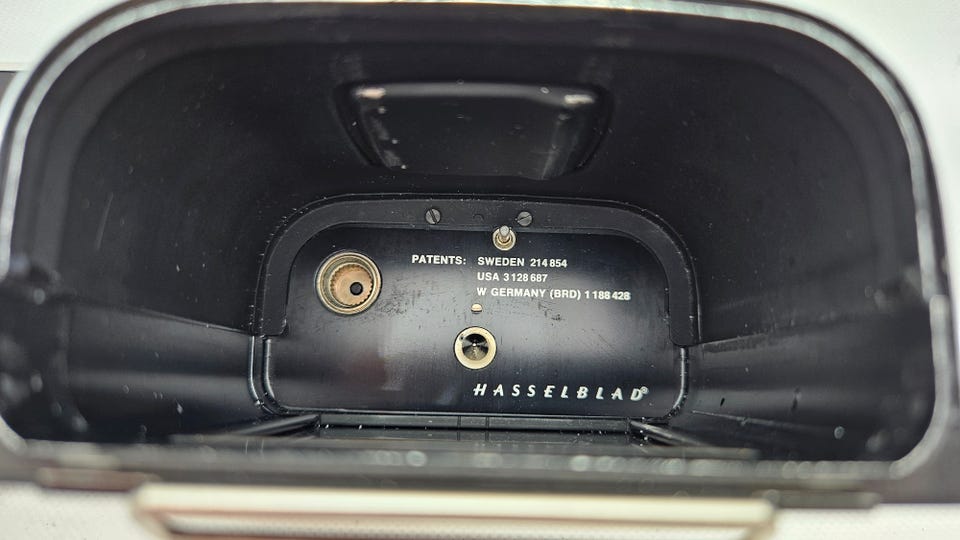 PATENTS: SWEDEN 214 854
USA 3 128 687
W GERMANY (BRD) 1 188 428
HASSELBLAD®